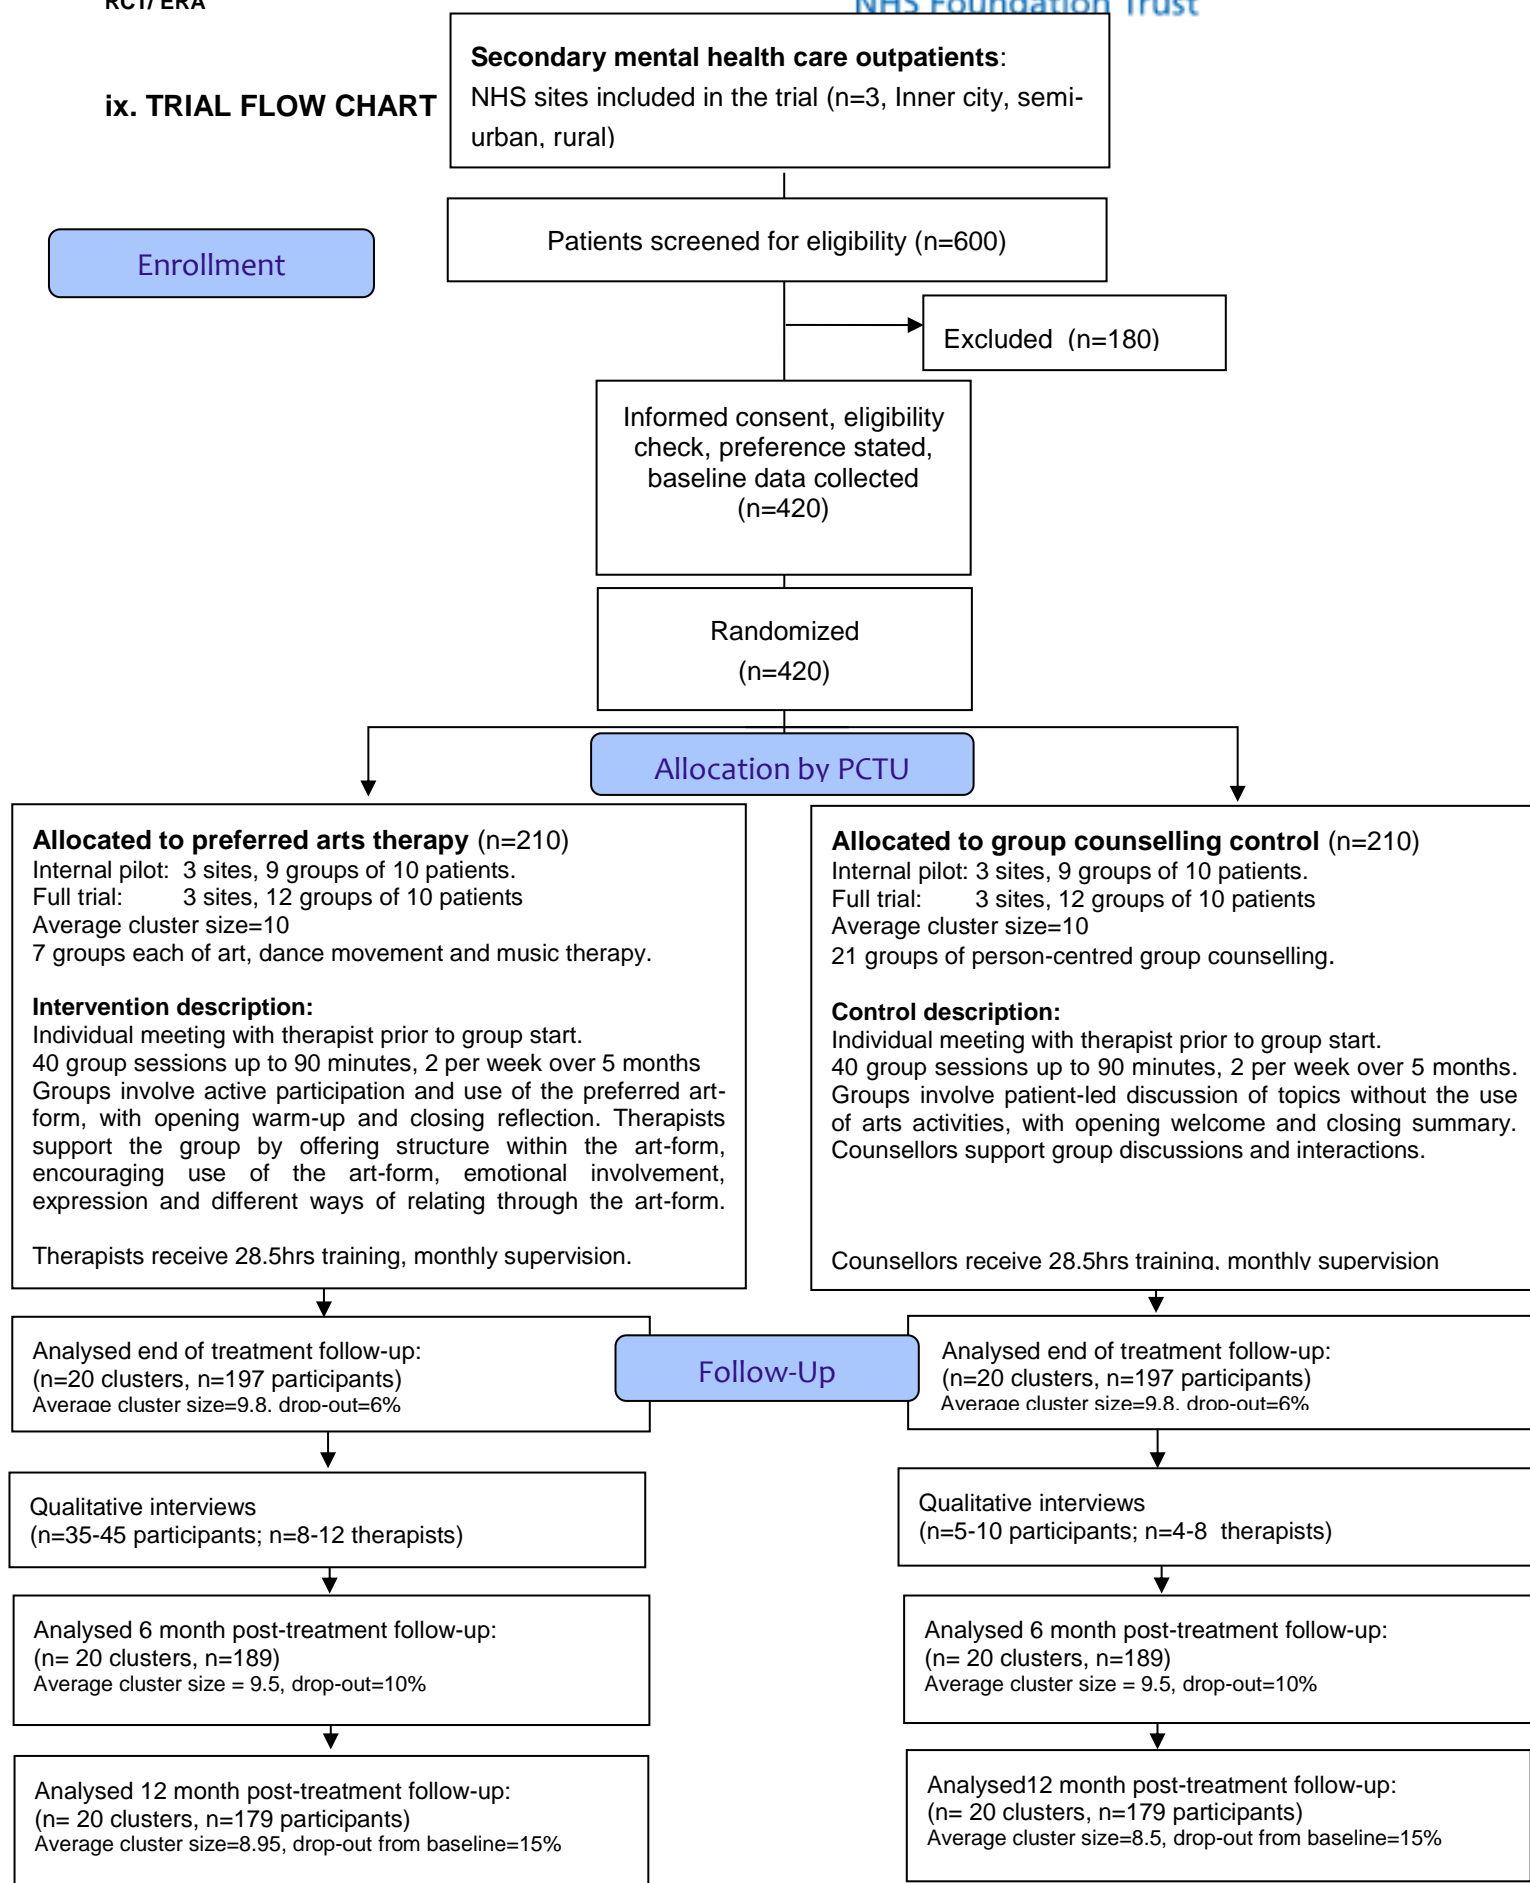 RCT/ ERA
NHS Foundation Trust
ix. TRIAL FLOW CHART
Secondary mental health care outpatients:
NHS sites included in the trial (n=3, Inner city, semi-
urban, rural)
Patients screened for eligibility (n=600)
Enrollment
Excluded (n=180)
Informed consent, eligibility
check, preference stated,
baseline data collected
(n=420)
Randomized
(n=420)
Allocation by PCTU
Allocated to preferred arts therapy (n=210)
Internal pilot: 3 sites, 9 groups of 10 patients.
Full trial: 3 sites, 12 groups of 10 patients
Average cluster size=10
7 groups each of art, dance movement and music therapy.
Intervention description:
Individual meeting with therapist prior to group start.
40 group sessions up to 90 minutes, 2 per week over 5 months
Groups involve active participation and use of the preferred art-
form, with opening warm-up and closing reflection. Therapists
support the group by offering structure within the art-form,
encouraging use of the art-form, emotional involvement,
expression and different ways of relating through the art-form.
Therapists receive 28.5hrs training, monthly supervision.
Allocated to group counselling control (n=210)
Internal pilot: 3 sites, 9 groups of 10 patients.
Full trial: 3 sites, 12 groups of 10 patients
Average cluster size=10
21 groups of person-centred group counselling.
Control description:
Individual meeting with therapist prior to group start.
40 group sessions up to 90 minutes, 2 per week over 5 months.
Groups involve patient-led discussion of topics without the use
of arts activities, with opening welcome and closing summary.
Counsellors support group discussions and interactions.
Counsellors receive 28.5hrs training, monthly supervision
Analysed end of treatment follow-up:
(n=20 clusters, n=197 participants)
Average cluster size=9.8, drop-out=6%
Follow-Up
Analysed end of treatment follow-up:
(n=20 clusters, n=197 participants)
Average cluster size=9.8, drop-out=6%
Qualitative interviews
(n=35-45 participants; n=8-12 therapists)
Qualitative interviews
(n=5-10 participants; n=4-8 therapists)
Analysed 6 month post-treatment follow-up:
(n= 20 clusters, n=189)
Average cluster size = 9.5, drop-out=10%
Analysed 6 month post-treatment follow-up:
(n= 20 clusters, n=189)
Average cluster size = 9.5, drop-out=10%
Analysed 12 month post-treatment follow-up:
(n= 20 clusters, n=179 participants)
Average cluster size=8.95, drop-out from baseline=15%
Analysed12 month post-treatment follow-up:
(n= 20 clusters, n=179 participants)
Average cluster size=8.5, drop-out from baseline=15%